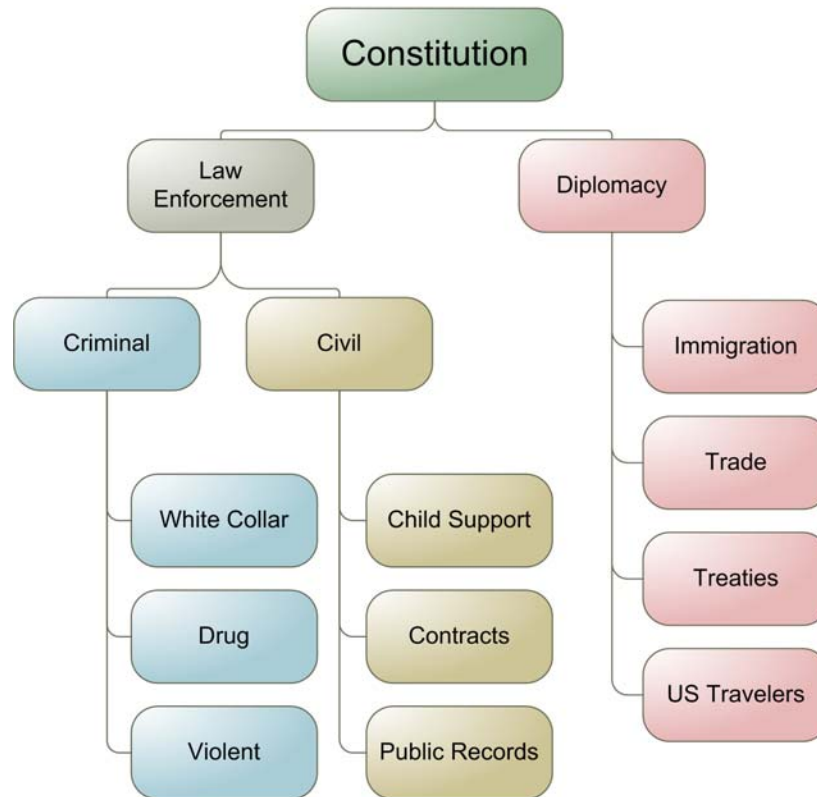 Constitution
Law
Enforcement
Diplomacy
Criminal
Civil
Immigration
Trade
White Collar
Child Support
Treaties
Drug
Contracts
US Travelers
Violent
Public Records